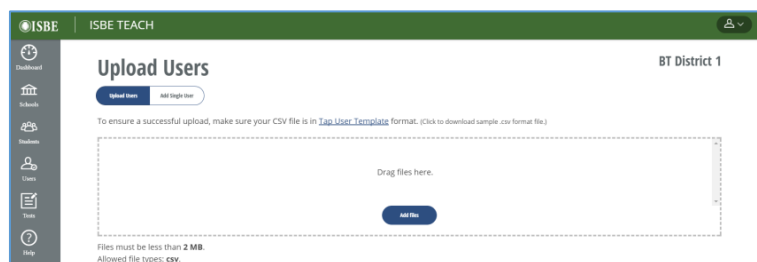 ISBE ISBE TEACH
Dashboard
Schools
Students
Users
Tests
Help
Upload Users
BT District 1
Upload Users Add Single User
To ensure a successful upload, make sure your CSV file is in Tap User Template format. (Click to download sample .csv format file.)
Drag files here.
Add files
Files must be less than 2 MB.
Allowed file types: csv.